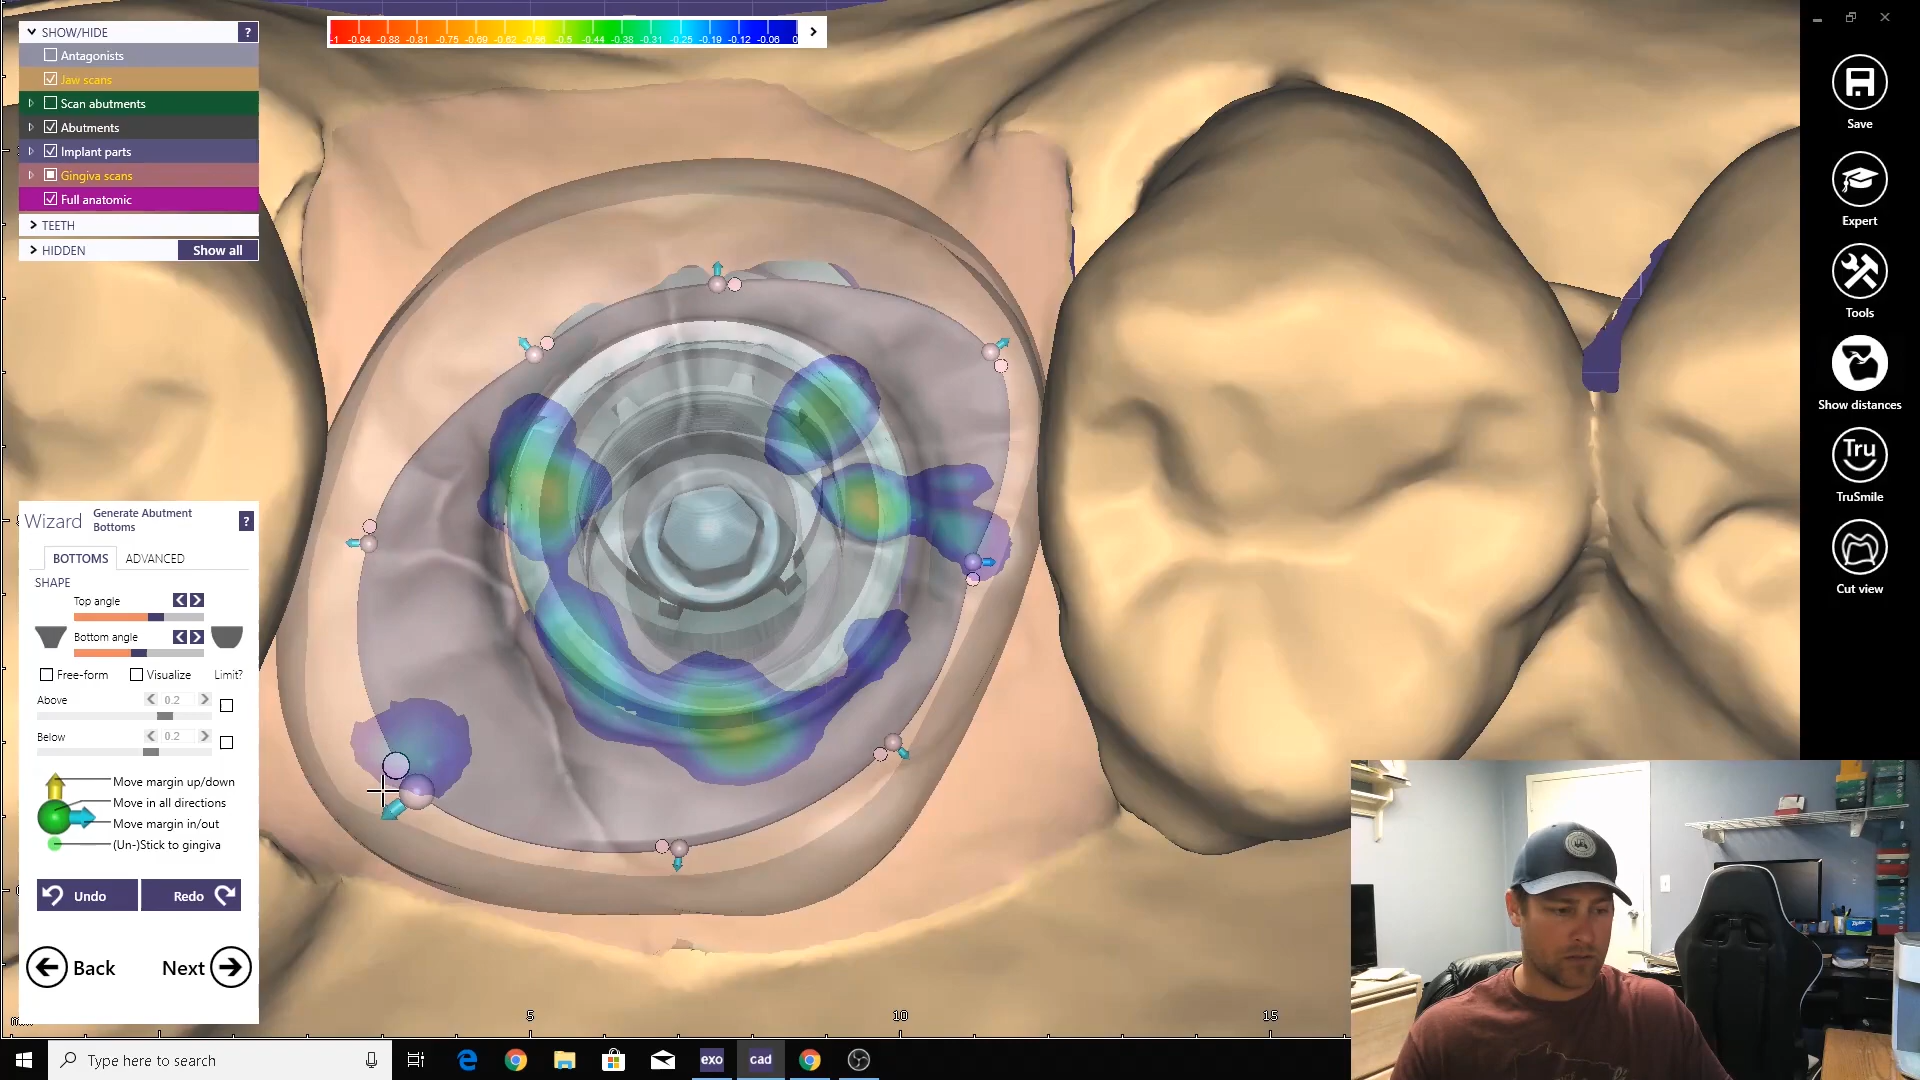 SHOW/HIDE ?
Antagonists
Jaw scans
Scan abutments
Abutments
Implant parts
Gingiva scans
Full anatomic
TEETH
HIDDEN Show all
-1 -0.94 -0.88 -0.81 -0.75 -0.69 -0.62 -0.56 -0.5 -0.44 -0.38 -0.31 -0.25 -0.19 -0.12 -0.06 0
Save
Expert
Tools
Show distances
Tru
TruSmile
Cut view
Wizard Generate Abutment Bottoms ?
BOTTOMS ADVANCED
SHAPE
Top angle
Bottom angle
Free-form Visualize Limit?
Above 0.2
Below 0.2
Move margin up/down
Move in all directions
Move margin in/out
(Un-)Stick to gingiva
Undo Redo
Back Next
5 10 15
Type here to search
exo cad